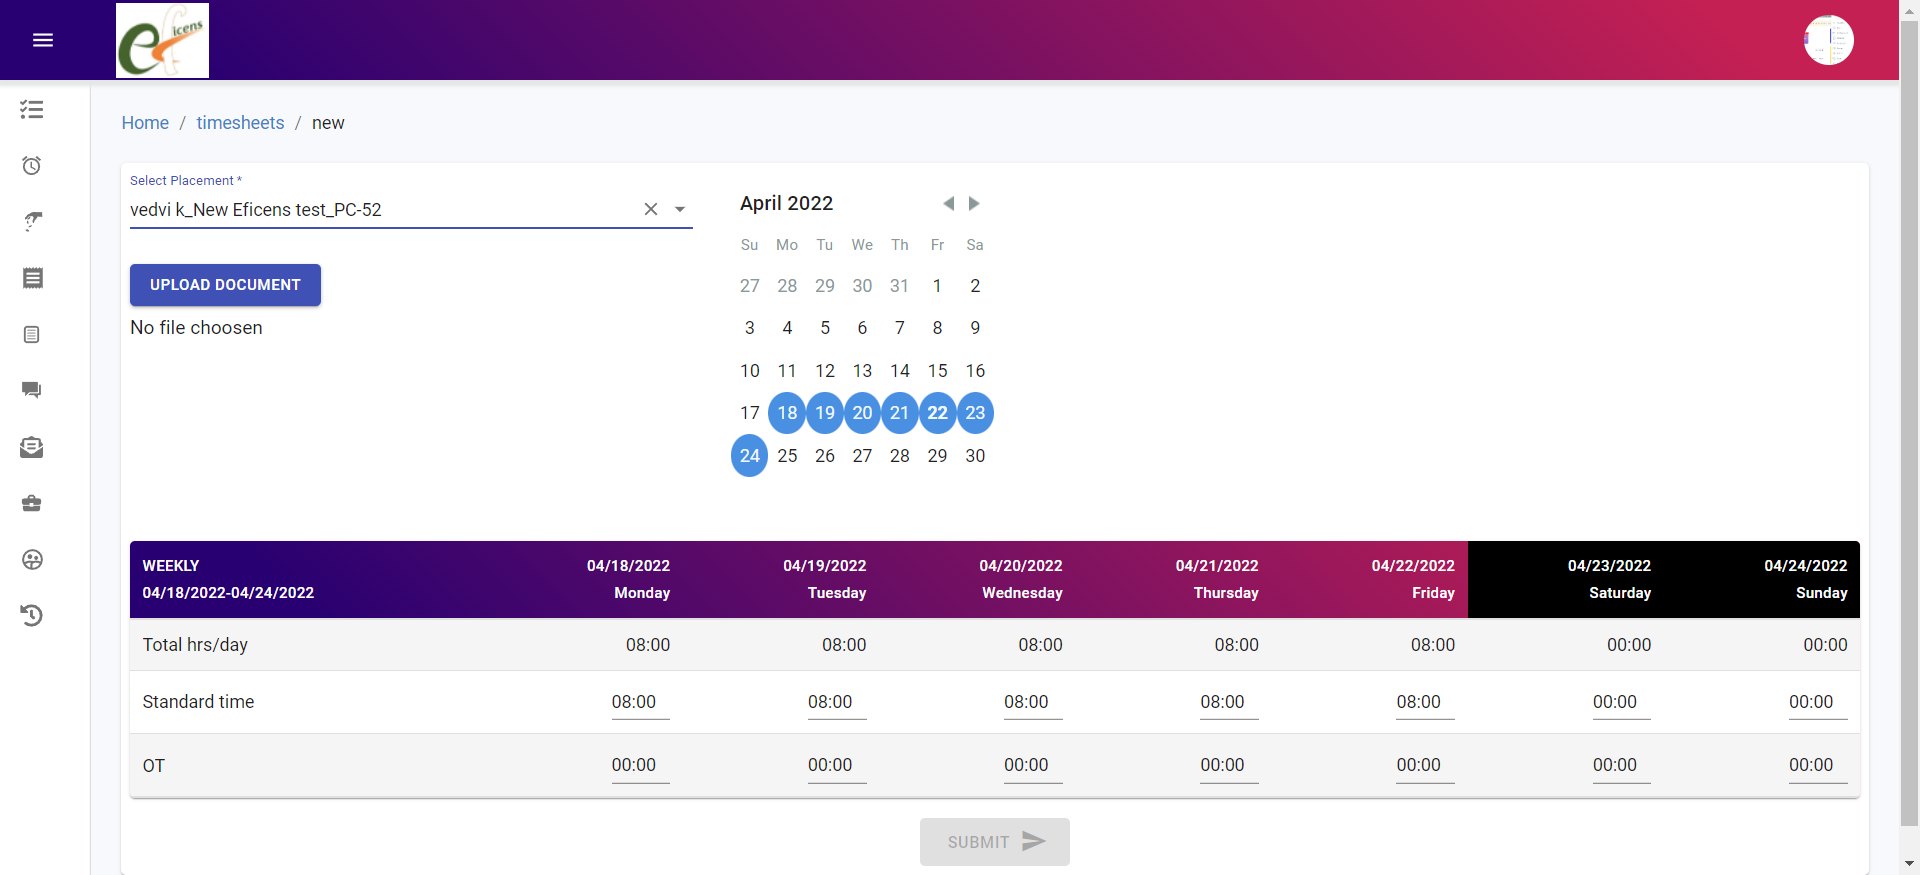 eficens
Home / timesheets / new
Select Placement *
vedvi k_New Eficens test_PC-52
UPLOAD DOCUMENT
No file choosen
April 2022
Su Mo Tu We Th Fr Sa
27 28 29 30 31 1 2
3 4 5 6 7 8 9
10 11 12 13 14 15 16
17 18 19 20 21 22 23
24 25 26 27 28 29 30
WEEKLY 04/18/2022 04/19/2022 04/20/2022 04/21/2022 04/22/2022 04/23/2022 04/24/2022
04/18/2022-04/24/2022 Monday Tuesday Wednesday Thursday Friday Saturday Sunday
Total hrs/day 08:00 08:00 08:00 08:00 08:00 00:00 00:00
Standard time 08:00 08:00 08:00 08:00 08:00 00:00 00:00
OT 00:00 00:00 00:00 00:00 00:00 00:00 00:00
SUBMIT